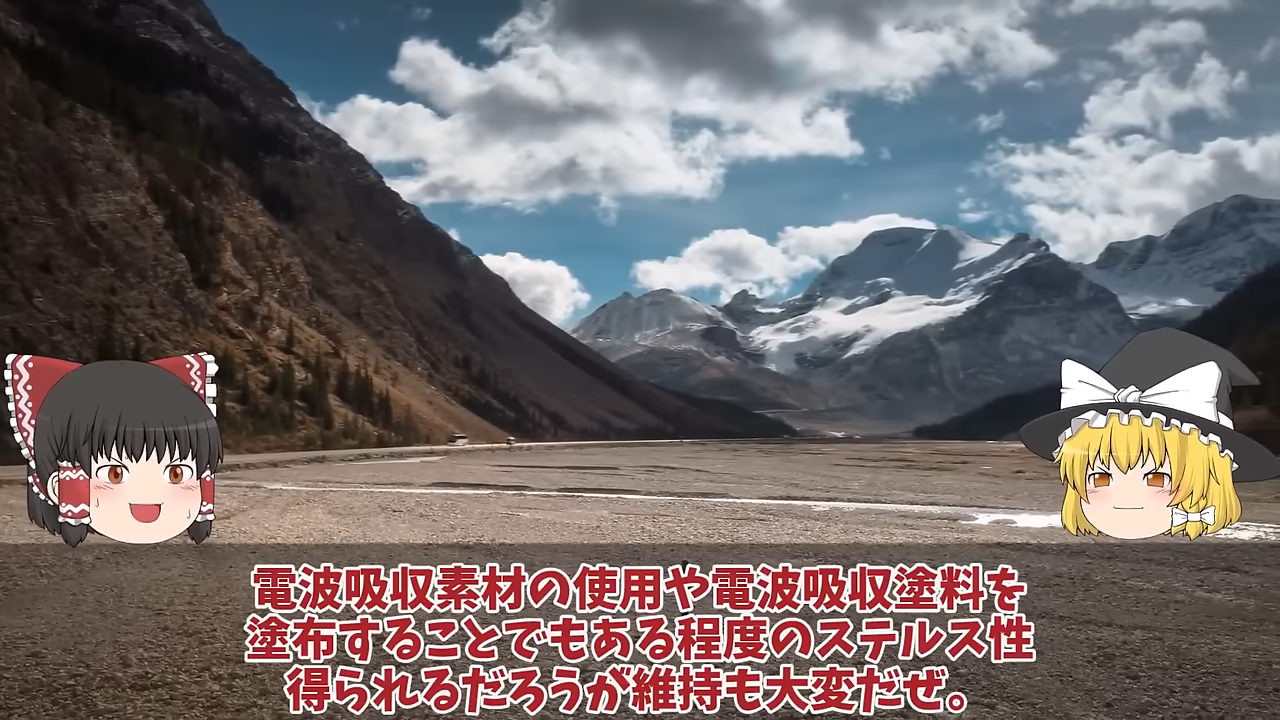 電波吸収素材の使用や電波吸収塗料を
塗布することでもある程度のステルス性
得られるだろうが維持も大変だぜ。